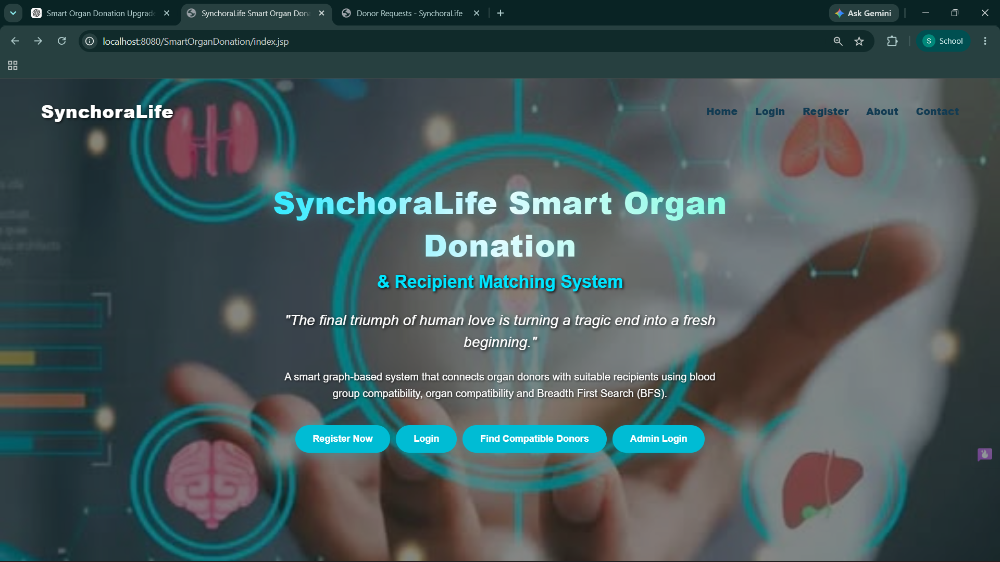 Smart Organ Donation Upgrade
SynchoraLife Smart Organ Dona
Donor Requests - SynchoraLife
Ask Gemini
localhost:8080/SmartOrganDonation/index.jsp
S
School
SynchoraLife
Home
Login
Register
About
Contact
SynchoraLife Smart Organ
Donation
& Recipient Matching System
"The final triumph of human love is turning a tragic end into a fresh
beginning."
A smart graph-based system that connects organ donors with suitable recipients using blood
group compatibility, organ compatibility and Breadth First Search (BFS).
Register Now
Login
Find Compatible Donors
Admin Login